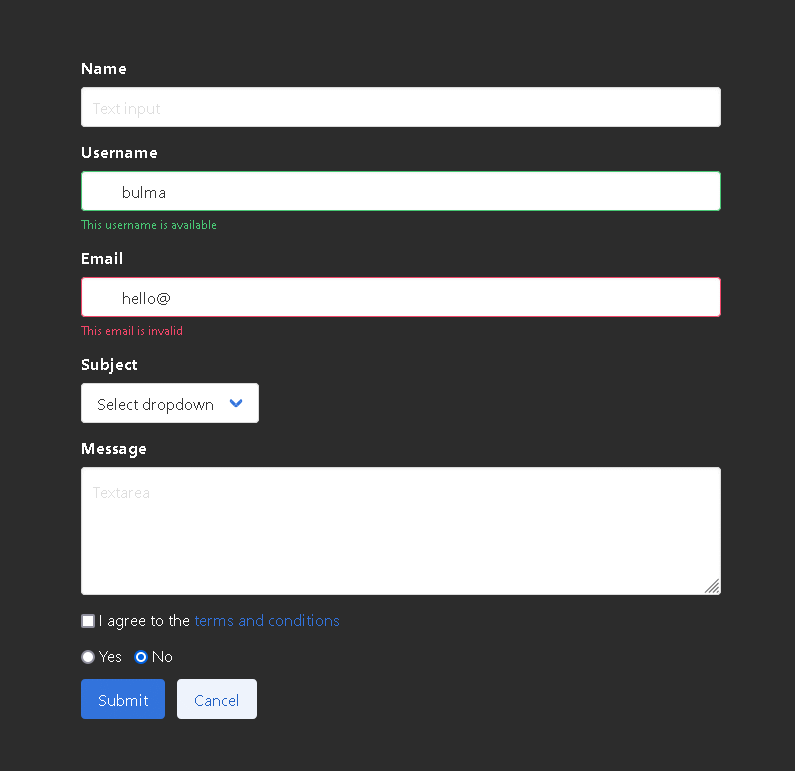 Name
Text input
Username
bulma
This username is available
Email
hello@
This email is invalid
Subject
Select dropdown
Message
Textarea
I agree to the terms and conditions
Yes No
Submit Cancel